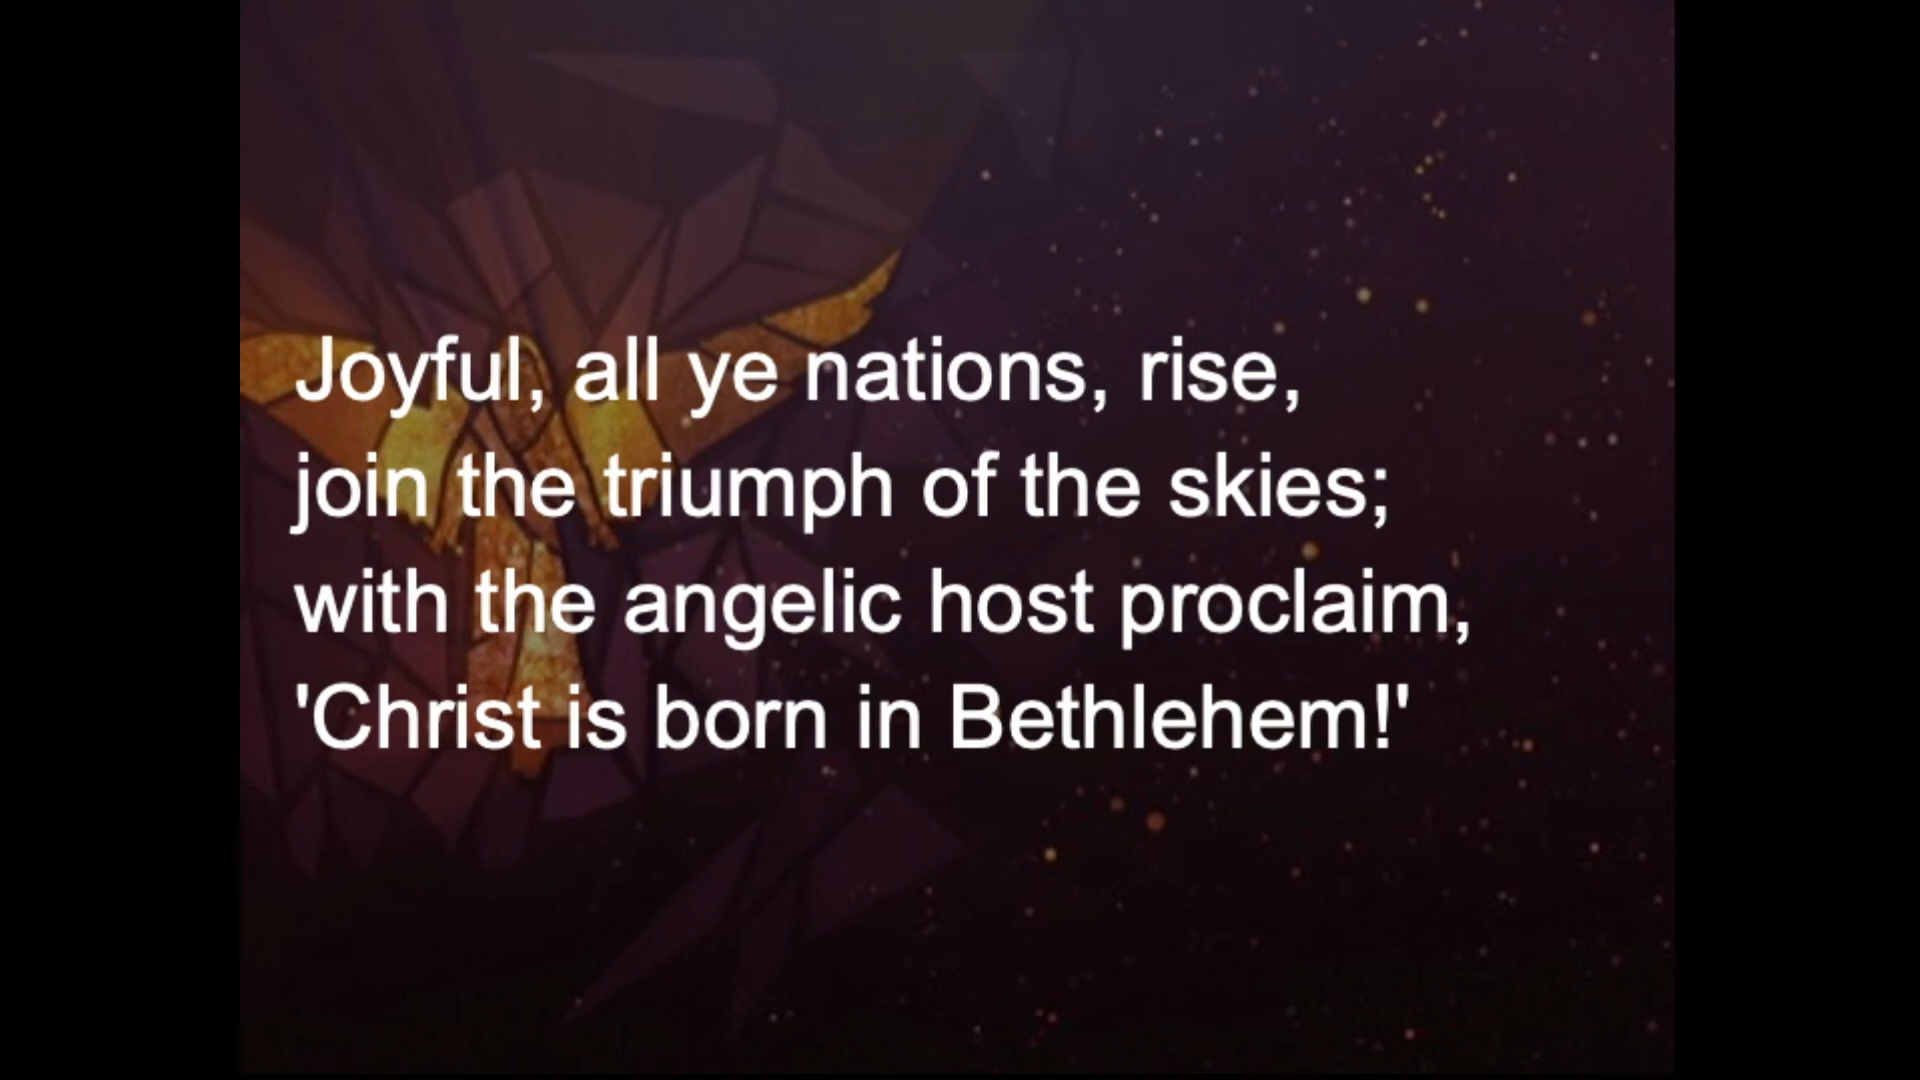 Joyful, all ye nations, rise,
join the triumph of the skies;
with the angelic host proclaim,
'Christ is born in Bethlehem!'